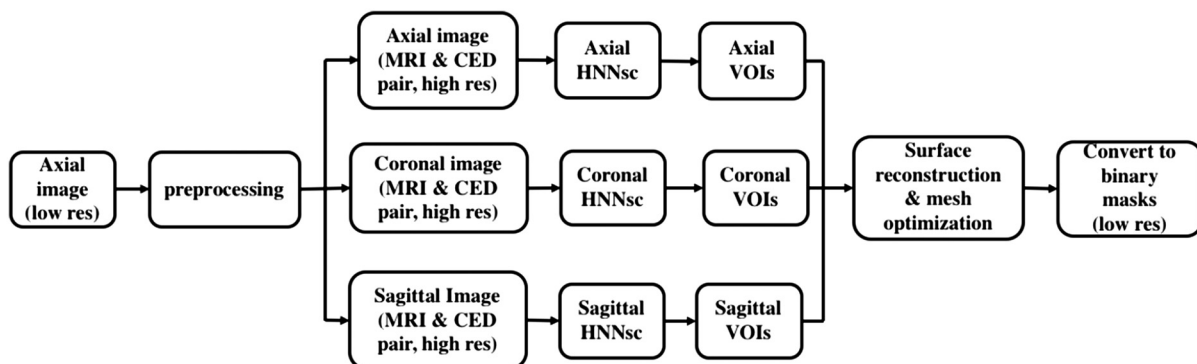 Axial
image
(low res)
preprocessing
Axial image
(MRI & CED
pair, high res)
Axial
HNNsc
Axial
VOIs
Coronal image
(MRI & CED
pair, high res)
Coronal
HNNsc
Coronal
VOIs
Sagittal Image
(MRI & CED
pair, high res)
Sagittal
HNNsc
Sagittal
VOIs
Surface
reconstruction
& mesh
optimization
Convert to
binary
masks
(low res)